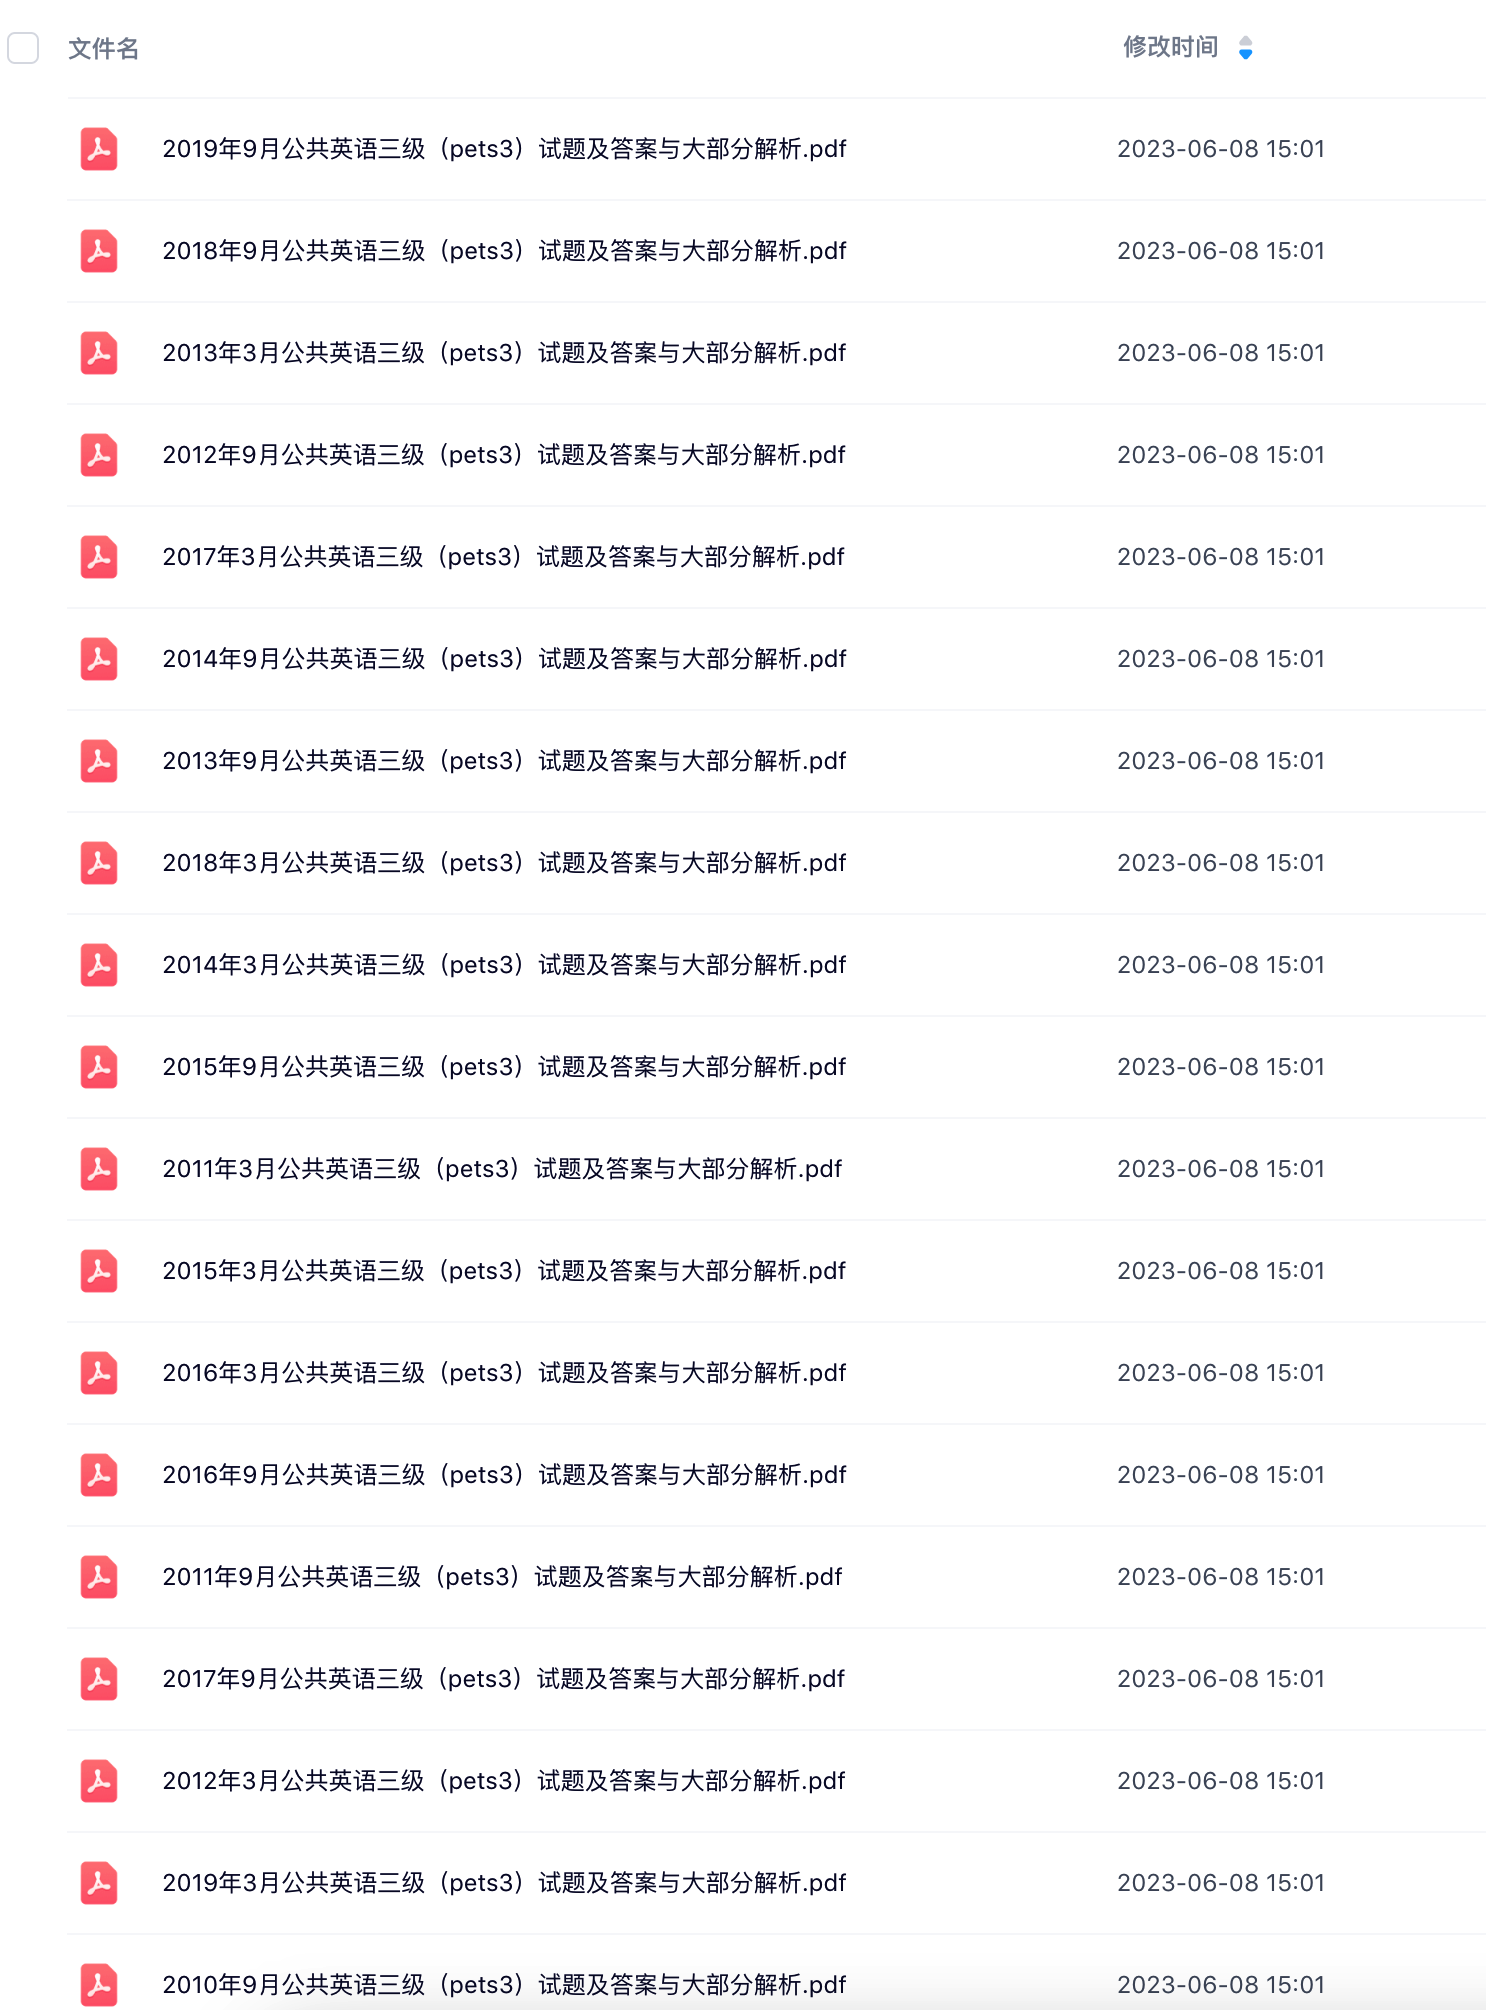 文件名 修改时间
2019年9月公共英语三级（pets3）试题及答案与大部分解析.pdf 2023-06-08 15:01
2018年9月公共英语三级（pets3）试题及答案与大部分解析.pdf 2023-06-08 15:01
2013年3月公共英语三级（pets3）试题及答案与大部分解析.pdf 2023-06-08 15:01
2012年9月公共英语三级（pets3）试题及答案与大部分解析.pdf 2023-06-08 15:01
2017年3月公共英语三级（pets3）试题及答案与大部分解析.pdf 2023-06-08 15:01
2014年9月公共英语三级（pets3）试题及答案与大部分解析.pdf 2023-06-08 15:01
2013年9月公共英语三级（pets3）试题及答案与大部分解析.pdf 2023-06-08 15:01
2018年3月公共英语三级（pets3）试题及答案与大部分解析.pdf 2023-06-08 15:01
2014年3月公共英语三级（pets3）试题及答案与大部分解析.pdf 2023-06-08 15:01
2015年9月公共英语三级（pets3）试题及答案与大部分解析.pdf 2023-06-08 15:01
2011年3月公共英语三级（pets3）试题及答案与大部分解析.pdf 2023-06-08 15:01
2015年3月公共英语三级（pets3）试题及答案与大部分解析.pdf 2023-06-08 15:01
2016年3月公共英语三级（pets3）试题及答案与大部分解析.pdf 2023-06-08 15:01
2016年9月公共英语三级（pets3）试题及答案与大部分解析.pdf 2023-06-08 15:01
2011年9月公共英语三级（pets3）试题及答案与大部分解析.pdf 2023-06-08 15:01
2017年9月公共英语三级（pets3）试题及答案与大部分解析.pdf 2023-06-08 15:01
2012年3月公共英语三级（pets3）试题及答案与大部分解析.pdf 2023-06-08 15:01
2019年3月公共英语三级（pets3）试题及答案与大部分解析.pdf 2023-06-08 15:01
2010年9月公共英语三级（pets3）试题及答案与大部分解析.pdf 2023-06-08 15:01